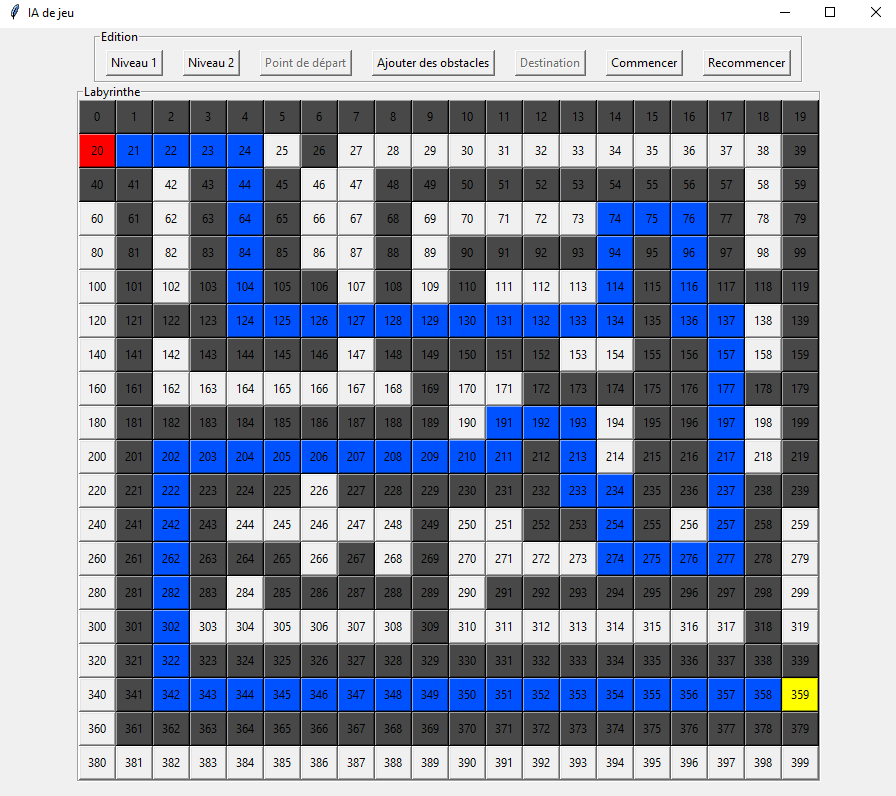 IA de jeu
Edition
Niveau 1 Niveau 2 Point de départ Ajouter des obstacles Destination Commencer Recommencer
Labyrinthe
0 1 2 3 4 5 6 7 8 9 10 11 12 13 14 15 16 17 18 19
20 21 22 23 24 25 26 27 28 29 30 31 32 33 34 35 36 37 38 39
40 41 42 43 44 45 46 47 48 49 50 51 52 53 54 55 56 57 58 59
60 61 62 63 64 65 66 67 68 69 70 71 72 73 74 75 76 77 78 79
80 81 82 83 84 85 86 87 88 89 90 91 92 93 94 95 96 97 98 99
100 101 102 103 104 105 106 107 108 109 110 111 112 113 114 115 116 117 118 119
120 121 122 123 124 125 126 127 128 129 130 131 132 133 134 135 136 137 138 139
140 141 142 143 144 145 146 147 148 149 150 151 152 153 154 155 156 157 158 159
160 161 162 163 164 165 166 167 168 169 170 171 172 173 174 175 176 177 178 179
180 181 182 183 184 185 186 187 188 189 190 191 192 193 194 195 196 197 198 199
200 201 202 203 204 205 206 207 208 209 210 211 212 213 214 215 216 217 218 219
220 221 222 223 224 225 226 227 228 229 230 231 232 233 234 235 236 237 238 239
240 241 242 243 244 245 246 247 248 249 250 251 252 253 254 255 256 257 258 259
260 261 262 263 264 265 266 267 268 269 270 271 272 273 274 275 276 277 278 279
280 281 282 283 284 285 286 287 288 289 290 291 292 293 294 295 296 297 298 299
300 301 302 303 304 305 306 307 308 309 310 311 312 313 314 315 316 317 318 319
320 321 322 323 324 325 326 327 328 329 330 331 332 333 334 335 336 337 338 339
340 341 342 343 344 345 346 347 348 349 350 351 352 353 354 355 356 357 358 359
360 361 362 363 364 365 366 367 368 369 370 371 372 373 374 375 376 377 378 379
380 381 382 383 384 385 386 387 388 389 390 391 392 393 394 395 396 397 398 399